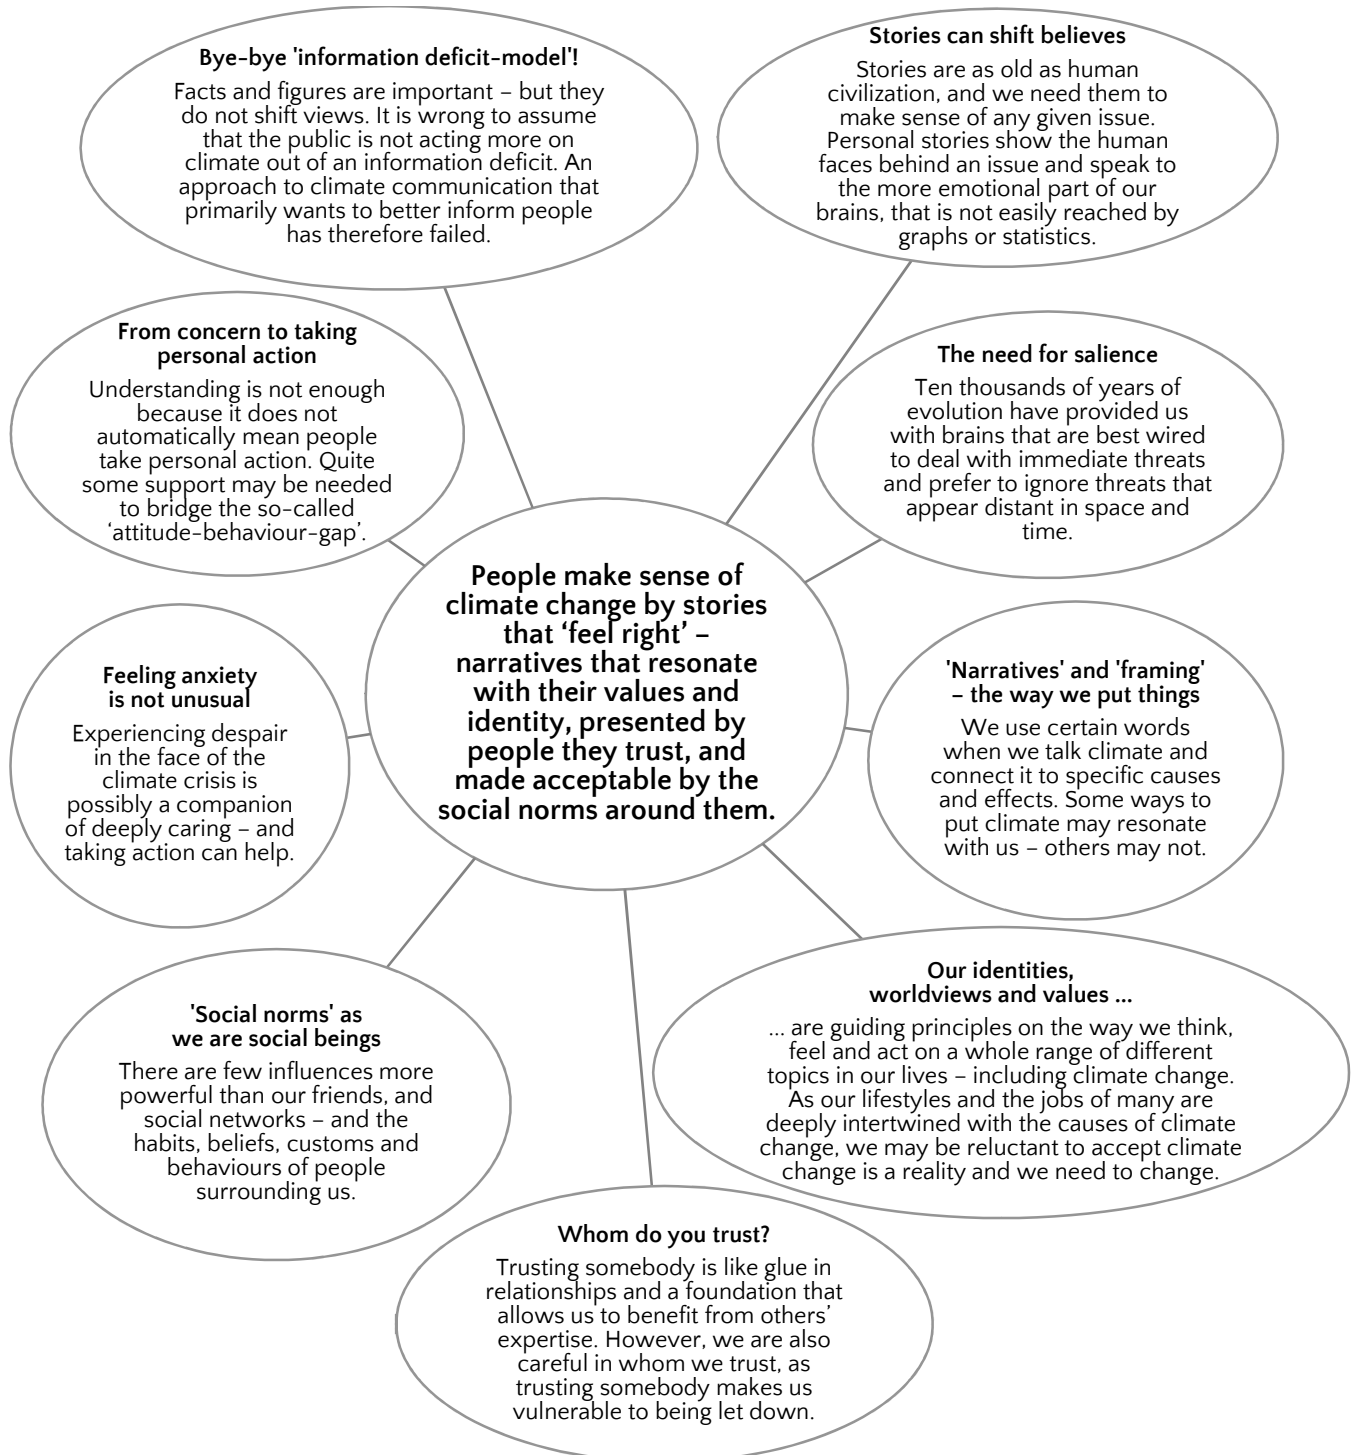 Bye-bye 'information deficit-model'!
Facts and figures are important – but they
do not shift views. It is wrong to assume
that the public is not acting more on
climate out of an information deficit. An
approach to climate communication that
primarily wants to better inform people
has therefore failed.
Stories can shift believes
Stories are as old as human
civilization, and we need them to
make sense of any given issue.
Personal stories show the human
faces behind an issue and speak to
the more emotional part of our
brains, that is not easily reached by
graphs or statistics.
From concern to taking
personal action
Understanding is not enough
because it does not
automatically mean people
take personal action. Quite
some support may be needed
to bridge the so-called
‘attitude-behaviour-gap’.
The need for salience
Ten thousands of years of
evolution have provided us
with brains that are best wired
to deal with immediate threats
and prefer to ignore threats that
appear distant in space and
time.
People make sense of
climate change by stories
that ‘feel right’ –
narratives that resonate
with their values and
identity, presented by
people they trust, and
made acceptable by the
social norms around them.
Feeling anxiety
is not unusual
Experiencing despair
in the face of the
climate crisis is
possibly a companion
of deeply caring – and
taking action can help.
'Narratives' and 'framing'
– the way we put things
We use certain words
when we talk climate and
connect it to specific causes
and effects. Some ways to
put climate may resonate
with us – others may not.
'Social norms' as
we are social beings
There are few influences more
powerful than our friends, and
social networks – and the
habits, beliefs, customs and
behaviours of people
surrounding us.
Our identities,
worldviews and values ...
... are guiding principles on the way we think,
feel and act on a whole range of different
topics in our lives – including climate change.
As our lifestyles and the jobs of many are
deeply intertwined with the causes of climate
change, we may be reluctant to accept climate
change is a reality and we need to change.
Whom do you trust?
Trusting somebody is like glue in
relationships and a foundation that
allows us to benefit from others’
expertise. However, we are also
careful in whom we trust, as
trusting somebody makes us
vulnerable to being let down.